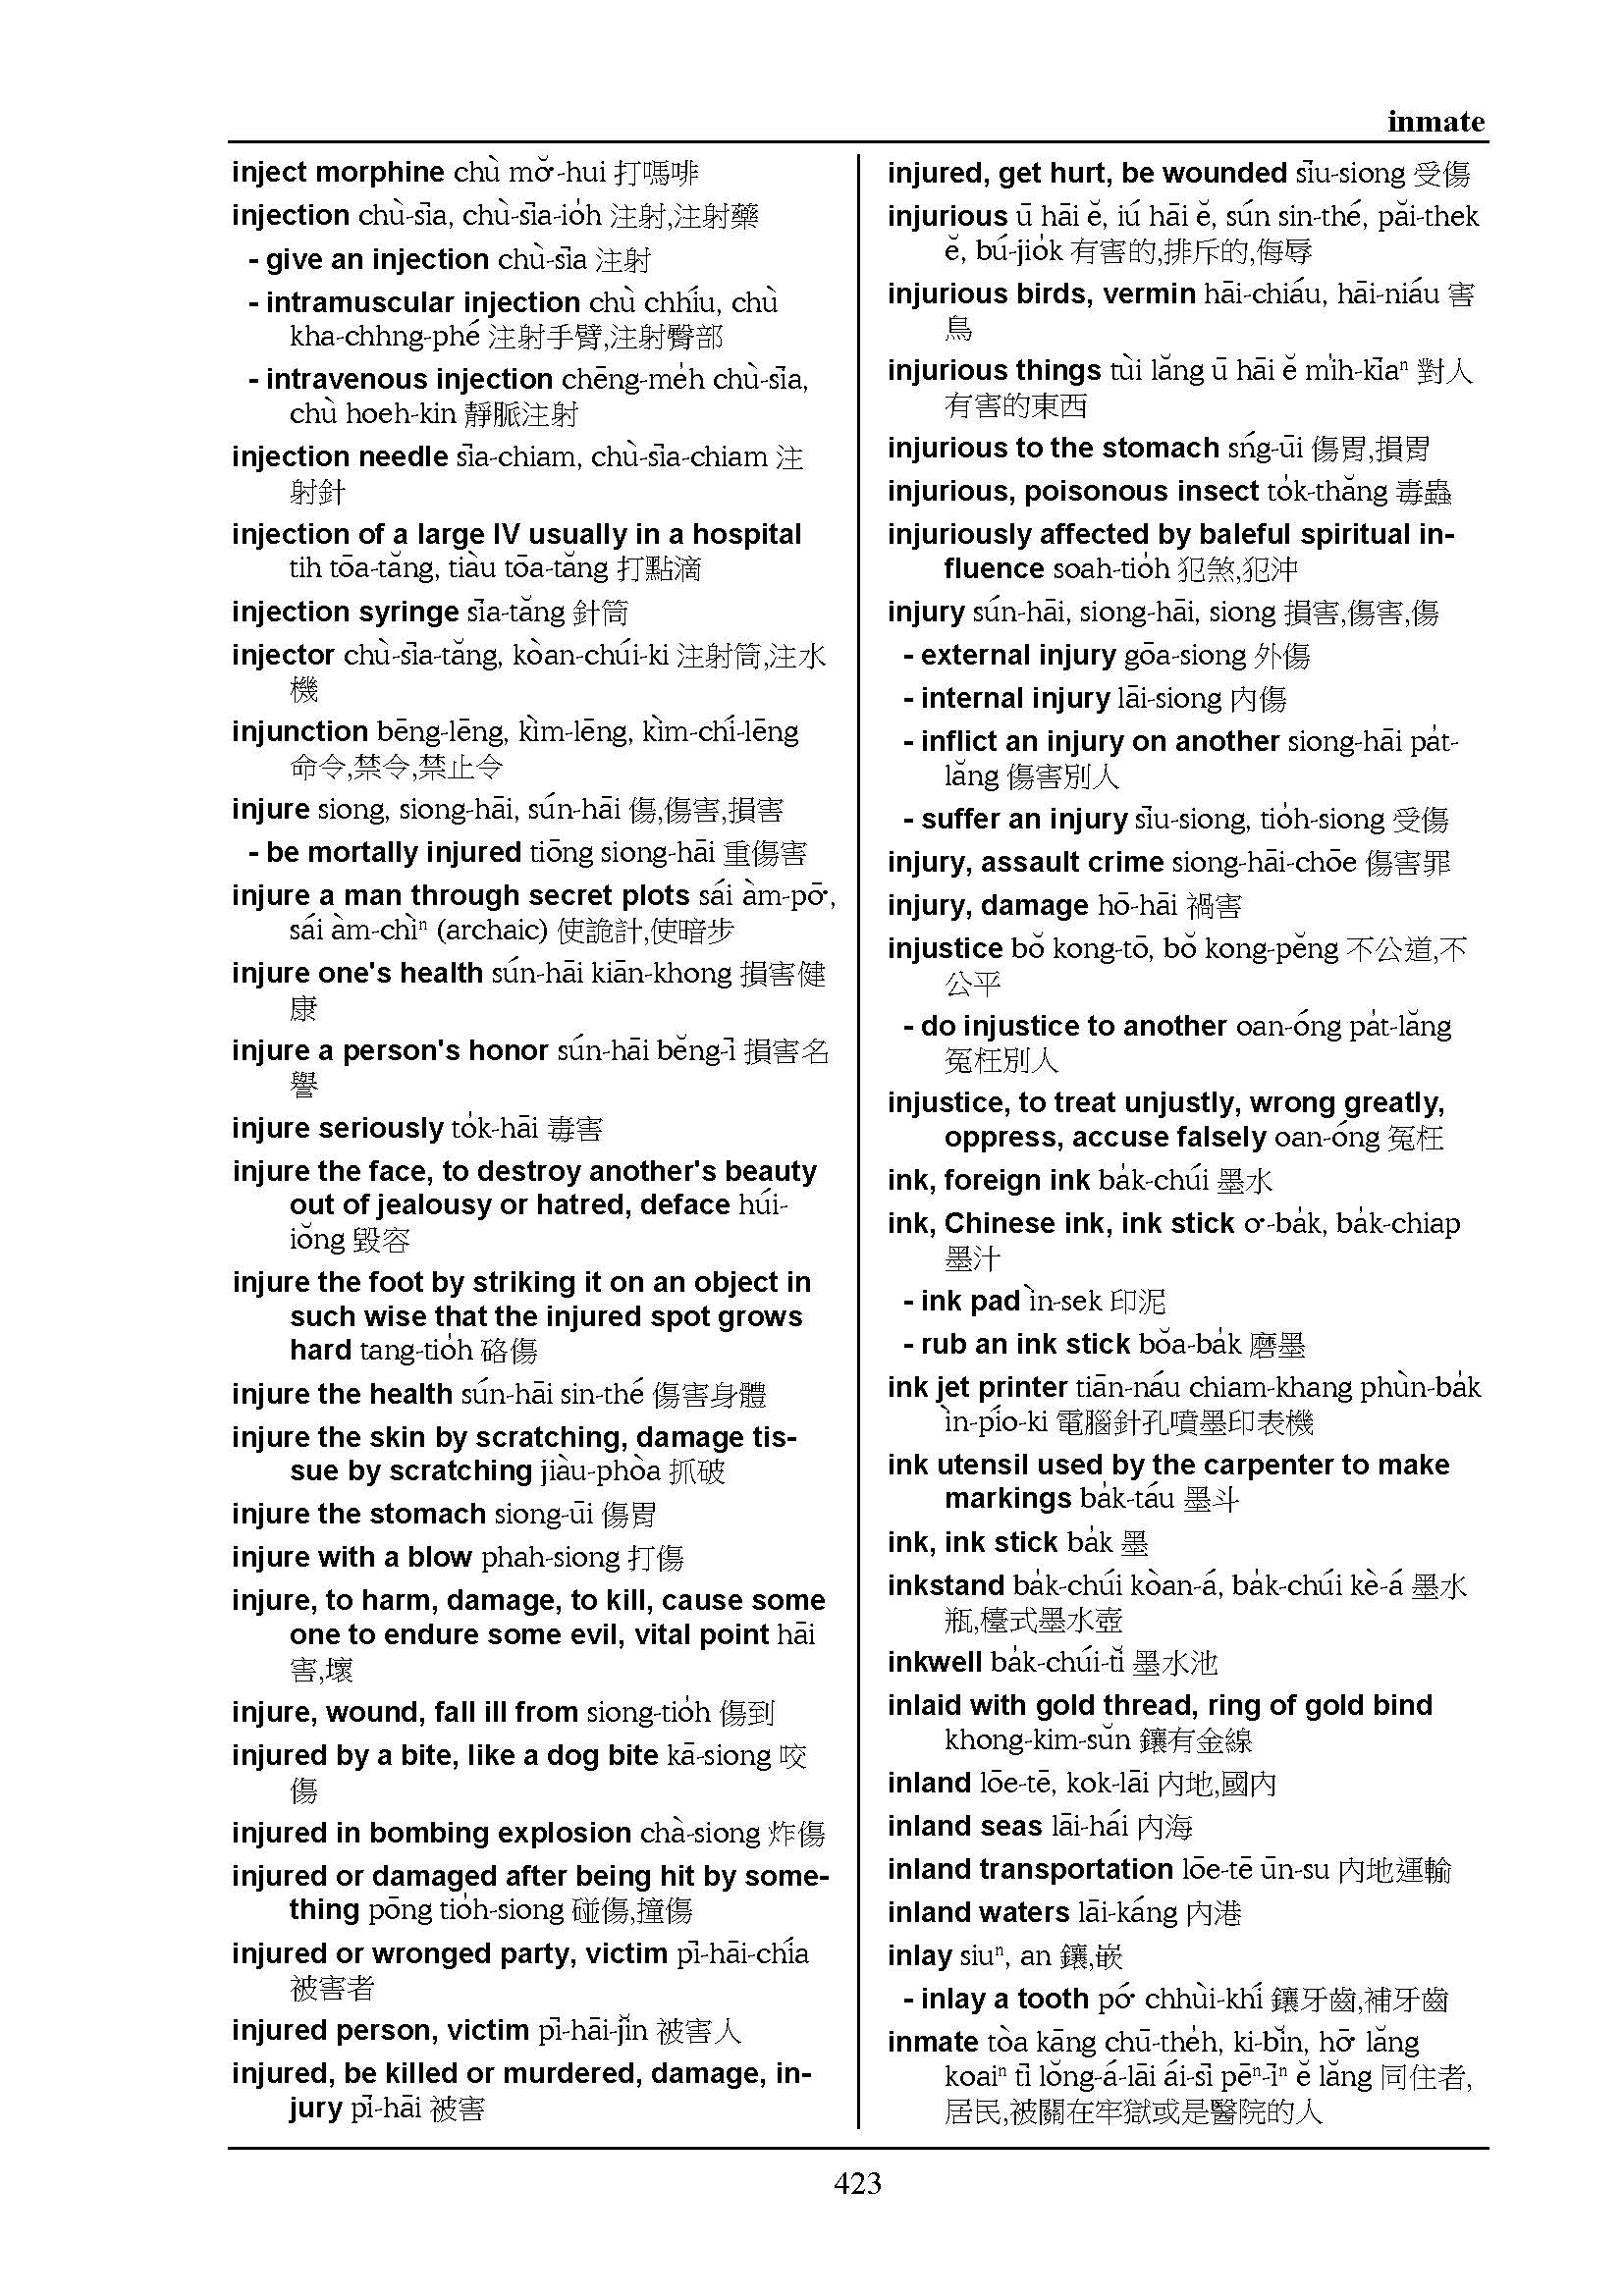 inmate
inject morphine chù mǒ͘-hui 打嗎啡
injection chù-sīa, chù-sīa-io̍h 注射,注射藥
- give an injection chù-sīa 注射
- intramuscular injection chù chhíu, chù
kha-chhng-phé 注射手臂,注射臀部
- intravenous injection chēng-me̍h chù-sīa,
chù hoeh-kin 靜脈注射
injection needle sīa-chiam, chù-sīa-chiam 注
射針
injection of a large IV usually in a hospital
tih tōa-tăng, tiàu tōa-tăng 打點滴
injection syringe sīa-tăng 針筒
injector chù-sīa-tăng, kòan-chúi-ki 注射筒,注水
機
injunction bēng-lēng, kìm-lēng, kìm-chí-lēng
命令,禁令,禁止令
injure siong, siong-hāi, sún-hāi 傷,傷害,損害
- be mortally injured tiōng siong-hāi 重傷害
injure a man through secret plots sái àm-pō͘,
sái àm-chìⁿ (archaic) 使詭計,使暗步
injure one's health sún-hāi kiān-khong 損害健
康
injure a person's honor sún-hāi bĕng-ī 損害名
譽
injure seriously to̍k-hāi 毒害
injure the face, to destroy another's beauty
out of jealousy or hatred, deface húi-
iŏng 毀容
injure the foot by striking it on an object in
such wise that the injured spot grows
hard tang-tio̍h 硌傷
injure the health sún-hāi sin-thé 傷害身體
injure the skin by scratching, damage tis-
sue by scratching jiàu-phòa 抓破
injure the stomach siong-ūi 傷胃
injure with a blow phah-siong 打傷
injure, to harm, damage, to kill, cause some
one to endure some evil, vital point hāi
害,壞
injure, wound, fall ill from siong-tio̍h 傷到
injured by a bite, like a dog bite kā-siong 咬
傷
injured in bombing explosion chà-siong 炸傷
injured or damaged after being hit by some-
thing pōng tio̍h-siong 碰傷,撞傷
injured or wronged party, victim pī-hāi-chía
被害者
injured person, victim pī-hāi-jĭn 被害人
injured, be killed or murdered, damage, in-
jury pī-hāi 被害
injured, get hurt, be wounded sīu-siong 受傷
injurious ū hāi ĕ, iú hāi ĕ, sún sin-thé, păi-thek
ĕ, bú-jio̍k 有害的,排斥的,侮辱
injurious birds, vermin hāi-chiáu, hāi-niáu 害
鳥
injurious things tùi lăng ū hāi ĕ mi̍h-kīaⁿ 對人
有害的東西
injurious to the stomach sńg-ūi 傷胃,損胃
injurious, poisonous insect to̍k-thăng 毒蟲
injuriously affected by baleful spiritual in-
fluence soah-tio̍h 犯煞,犯沖
injury sún-hāi, siong-hāi, siong 損害,傷害,傷
- external injury gōa-siong 外傷
- internal injury lāi-siong 內傷
- inflict an injury on another siong-hāi pa̍t-
lăng 傷害別人
- suffer an injury sīu-siong, tio̍h-siong 受傷
injury, assault crime siong-hāi-chōe 傷害罪
injury, damage hō-hāi 禍害
injustice bŏ kong-tō, bŏ kong-pĕng 不公道,不
公平
- do injustice to another oan-óng pa̍t-lăng
冤枉別人
injustice, to treat unjustly, wrong greatly,
oppress, accuse falsely oan-óng 冤枉
ink, foreign ink ba̍k-chúi 墨水
ink, Chinese ink, ink stick o͘-ba̍k, ba̍k-chiap
墨汁
- ink pad ìn-sek 印泥
- rub an ink stick bŏa-ba̍k 磨墨
ink jet printer tiān-náu chiam-khang phùn-ba̍k
ìn-pío-ki 電腦針孔噴墨印表機
ink utensil used by the carpenter to make
markings ba̍k-táu 墨斗
ink, ink stick ba̍k 墨
inkstand ba̍k-chúi kòan-á, ba̍k-chúi kè-á 墨水
瓶,檯式墨水壺
inkwell ba̍k-chúi-tĭ 墨水池
inlaid with gold thread, ring of gold bind
khong-kim-sŭn 鑲有金線
inland lōe-tē, kok-lāi 內地,國內
inland seas lāi-hái 內海
inland transportation lōe-tē ūn-su 內地運輸
inland waters lāi-káng 內港
inlay siuⁿ, an 鑲,嵌
- inlay a tooth pó͘ chhùi-khí 鑲牙齒,補牙齒
inmate tòa kāng chū-the̍h, ki-bĭn, hō͘ lăng
koaiⁿ tī lŏng-á-lāi ái-sī pēⁿ-īⁿ ĕ lăng 同住者,
居民,被關在牢獄或是醫院的人
423